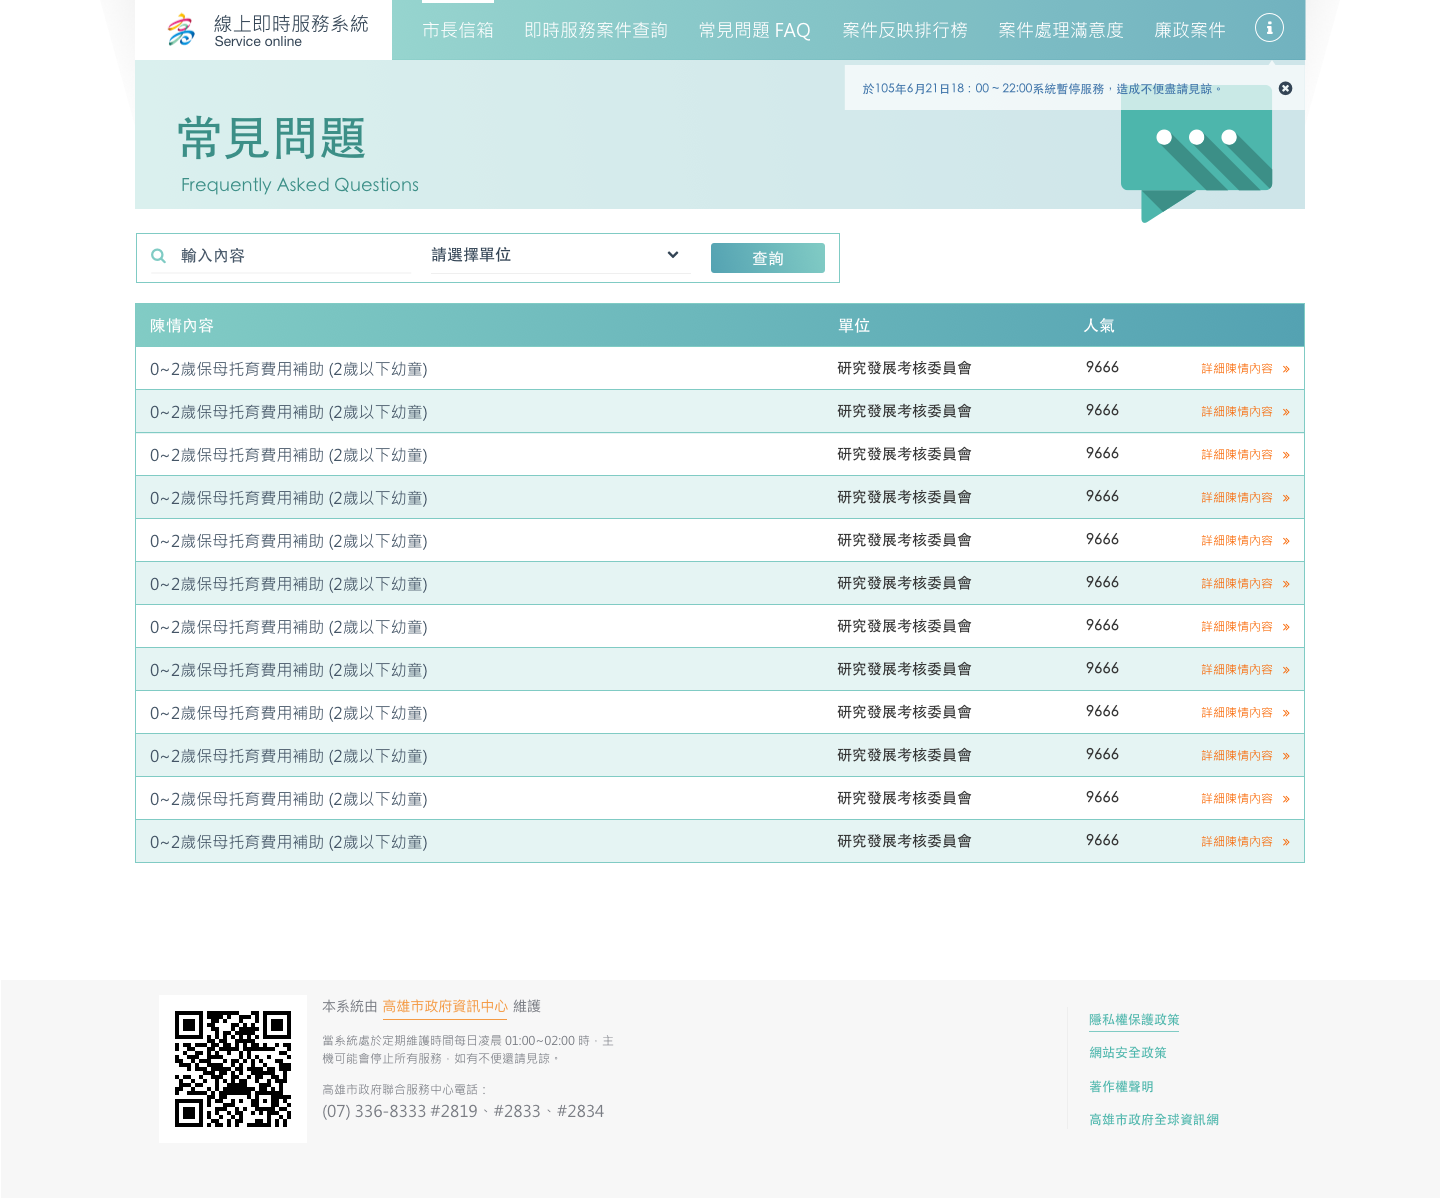 線上即時服務系統
Service online
市長信箱 即時服務案件查詢 常見問題 FAQ 案件反映排行榜 案件處理滿意度 廉政案件
於105年6月21日18：00 ~ 22:00系統暫停服務，造成不便盡請見諒。
常見問題
Frequently Asked Questions
輸入內容 請選擇單位 查詢
陳情內容 單位 人氣
0~2歲保母托育費用補助 (2歲以下幼童) 研究發展考核委員會 9666 詳細陳情內容 »
0~2歲保母托育費用補助 (2歲以下幼童) 研究發展考核委員會 9666 詳細陳情內容 »
0~2歲保母托育費用補助 (2歲以下幼童) 研究發展考核委員會 9666 詳細陳情內容 »
0~2歲保母托育費用補助 (2歲以下幼童) 研究發展考核委員會 9666 詳細陳情內容 »
0~2歲保母托育費用補助 (2歲以下幼童) 研究發展考核委員會 9666 詳細陳情內容 »
0~2歲保母托育費用補助 (2歲以下幼童) 研究發展考核委員會 9666 詳細陳情內容 »
0~2歲保母托育費用補助 (2歲以下幼童) 研究發展考核委員會 9666 詳細陳情內容 »
0~2歲保母托育費用補助 (2歲以下幼童) 研究發展考核委員會 9666 詳細陳情內容 »
0~2歲保母托育費用補助 (2歲以下幼童) 研究發展考核委員會 9666 詳細陳情內容 »
0~2歲保母托育費用補助 (2歲以下幼童) 研究發展考核委員會 9666 詳細陳情內容 »
0~2歲保母托育費用補助 (2歲以下幼童) 研究發展考核委員會 9666 詳細陳情內容 »
0~2歲保母托育費用補助 (2歲以下幼童) 研究發展考核委員會 9666 詳細陳情內容 »
本系統由 高雄市政府資訊中心 維護
當系統處於定期維護時間每日凌晨 01:00~02:00 時，主
機可能會停止所有服務，如有不便還請見諒。
高雄市政府聯合服務中心電話：
(07) 336-8333 #2819、#2833、#2834
隱私權保護政策
網站安全政策
著作權聲明
高雄市政府全球資訊網